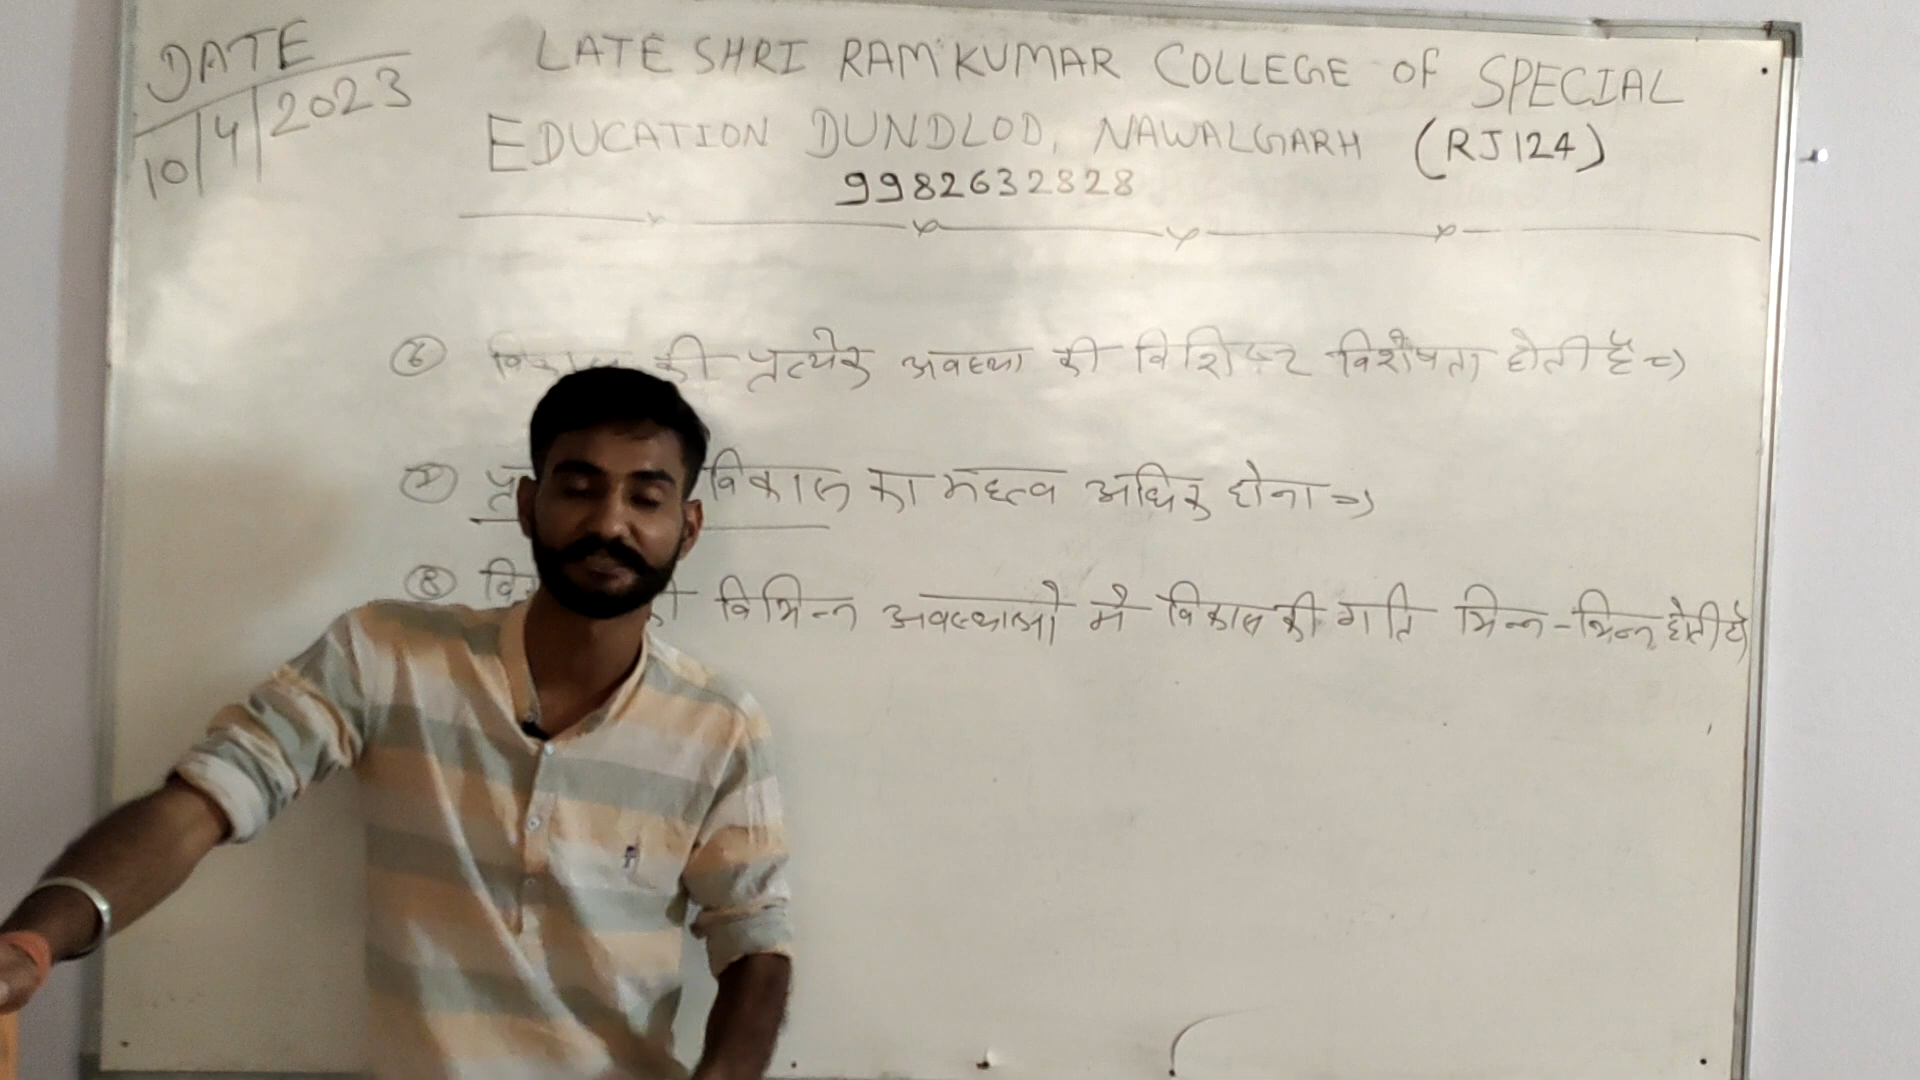 DATE
10/4/2023
LATE SHRI RAMKUMAR COLLEGE OF SPECIAL
EDUCATION DUNDLOD, NAWALGARH (RJ124)
9982632828
⑥ की प्रत्येक अवस्था की विशिष्ट विशेषता होती है =>
⑦ विकास का महत्व अधिक होना =>
⑧ विभिन्न अवस्थाओ मे विकास की गति भिन्न-भिन्न होती है